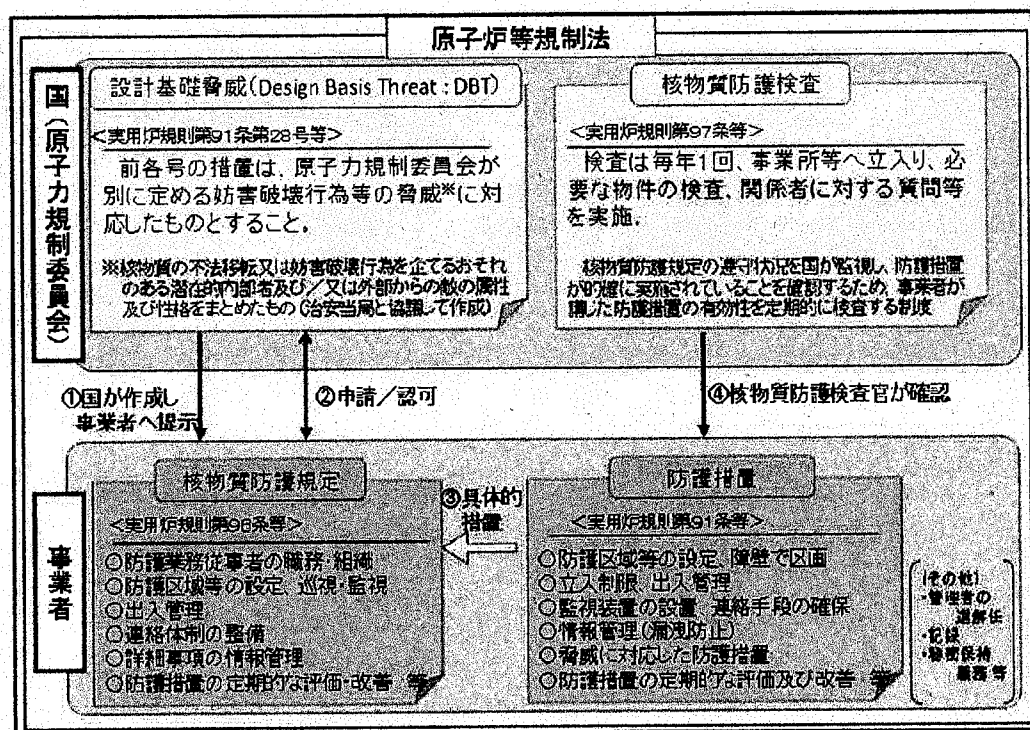 原子炉等規制法
国(原子力規制委員会)
設計基礎脅威(Design Basis Threat : DBT)
<実用炉規則第91条第28号等>
前各号の措置は、原子力規制委員会が
別に定める妨害破壊行為等の脅威※に対
応したものとすること。
※核物質の不法移転又は妨害破壊行為を企てるおそれ
のある潜在的内部者及び/又は外部からの敵の属性
及び性格をまとめたもの(治安当局と協議して作成)
核物質防護検査
<実用炉規則第97条等>
検査は毎年1回、事業所等へ立入り、必
要な物件の検査、関係者に対する質問等
を実施.
核物質防護規定の遵守状況を国が監視し、防護措置
が的確に実施されていることを確認するため、事業者が
講じた防護措置の有効性を定期的に検査する制度
①国が作成し
事業者へ提示
②申請/認可
④核物質防護検査官が確認
事業者
核物質防護規定
<実用炉規則第96条等>
○防護業務従事者の職務・組織
○防護区域等の設定、巡視・監視
○出入管理
○連絡体制の整備
○詳細事項の情報管理
○防護措置の定期的な評価・改善 等
③具体的
措置
防護措置
<実用炉規則第91条等>
○防護区域等の設定、障壁で区画
○立入制限、出入管理
○監視装置の設置、連絡手段の確保
○情報管理(漏洩防止)
○脅威に対応した防護措置
○防護措置の定期的な評価及び改善 等
[その他]
・管理者の
選解任
・記録
・秘密保持
義務 等